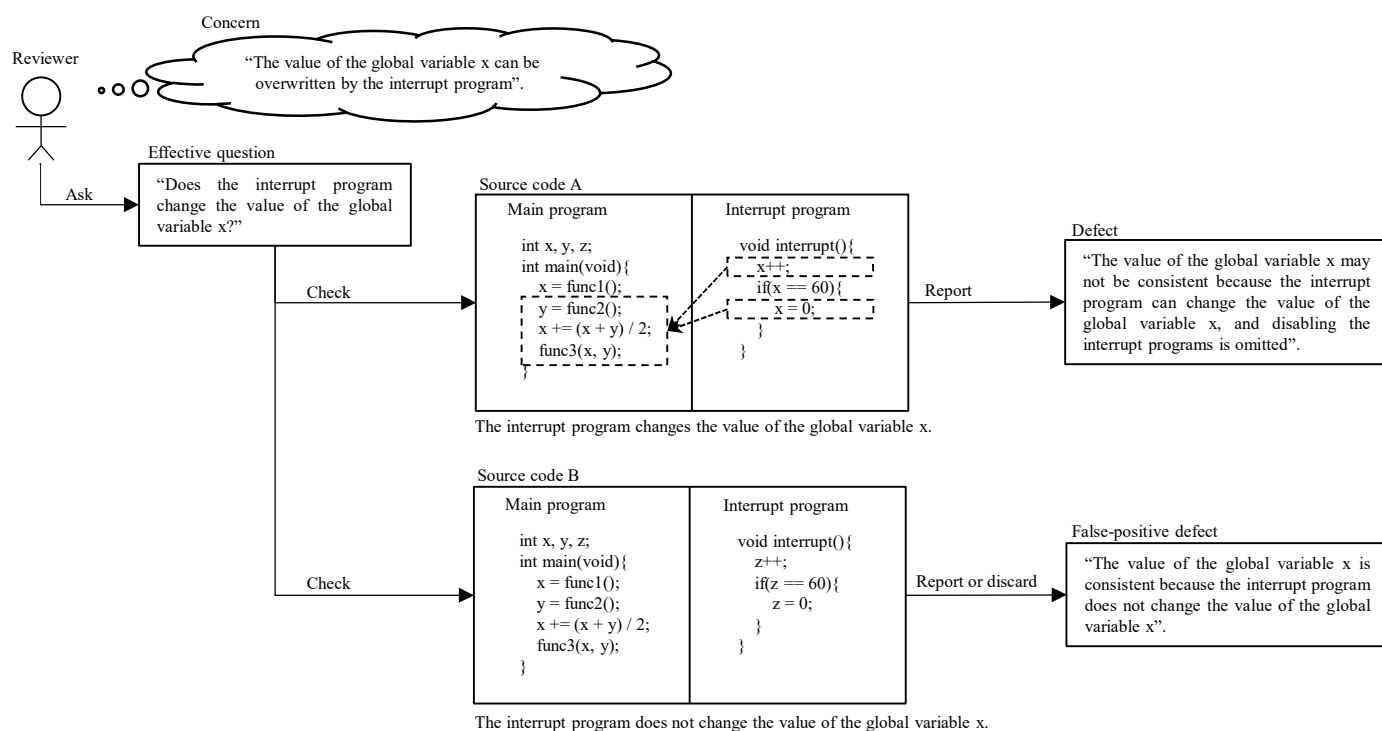 Concern
“The value of the global variable x can be
overwritten by the interrupt program”.
Reviewer
Ask
Effective question
“Does the interrupt program
change the value of the global
variable x?”
Check
Source code A
Main program
int x, y, z;
int main(void){
x = func1();
y = func2();
x += (x + y) / 2;
func3(x, y);
}
Interrupt program
void interrupt(){
x++;
if(x == 60){
x = 0;
}
}
The interrupt program changes the value of the global variable x.
Report
Defect
“The value of the global variable x may
not be consistent because the interrupt
program can change the value of the
global variable x, and disabling the
interrupt programs is omitted”.
Check
Source code B
Main program
int x, y, z;
int main(void){
x = func1();
y = func2();
x += (x + y) / 2;
func3(x, y);
}
Interrupt program
void interrupt(){
z++;
if(z == 60){
z = 0;
}
}
The interrupt program does not change the value of the global variable x.
Report or discard
False-positive defect
“The value of the global variable x is
consistent because the interrupt program
does not change the value of the global
variable x”.